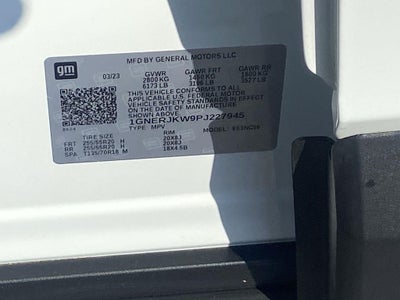 gm
MFD BY GENERAL MOTORS LLC
03/23 GVWR GAWR FRT GAWR RR
2800 KG 1450 KG 1600 KG
6173 LB 3196 LB 3527 LB
THIS VEHICLE CONFORMS TO ALL
APPLICABLE U.S. FEDERAL MOTOR
VEHICLE SAFETY STANDARDS IN EFFECT
ON THE DATE OF MANUFACTURE
SHOWN ABOVE.
1GNERJKW9PJ227945
TYPE: MPV MODEL:
TIRE SIZE RIM
FRT 255/55R20 H 20X8J
RR 255/55R20 H 20X8J
SPA T135/70R18 M 18X4.5B